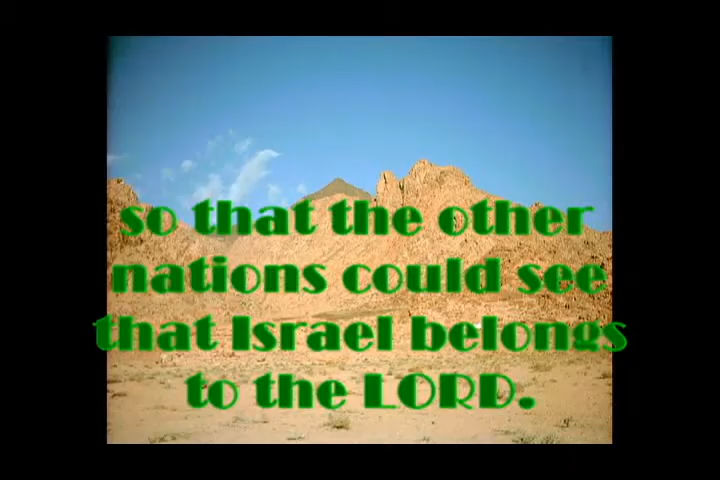 so that the other
nations could see
that Israel belongs
to the LORD.